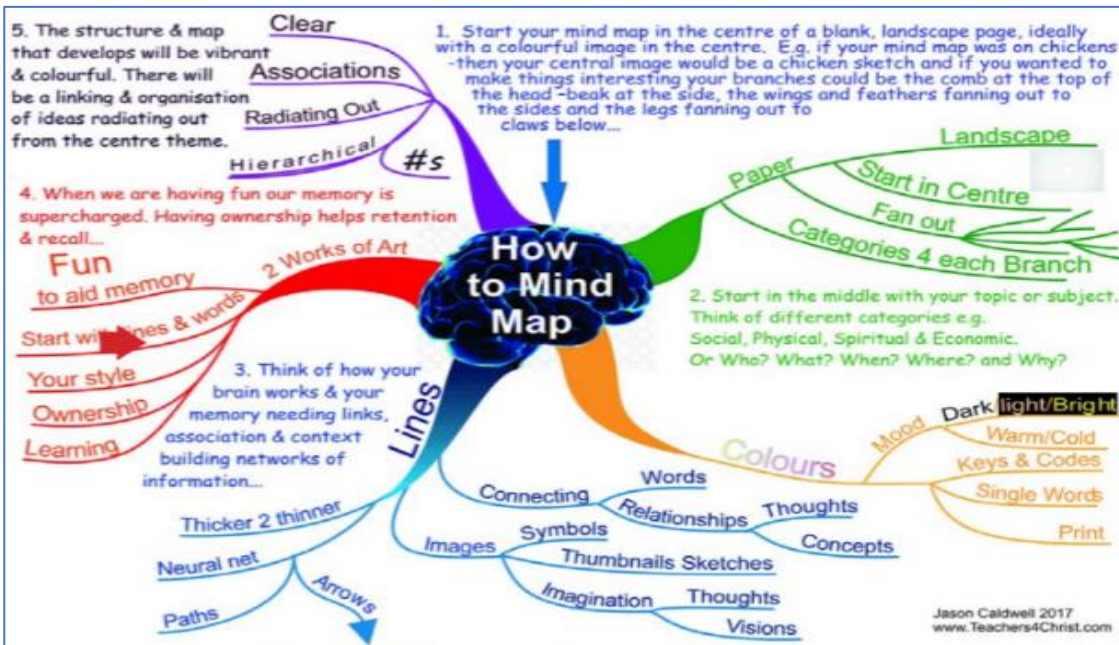 5. The structure & map
that develops will be vibrant
& colourful. There will
be a linking & organisation
of ideas radiating out
from the centre theme.
Clear
Associations
Radiating Out
Hierarchical
#s
1. Start your mind map in the centre of a blank, landscape page, ideally
with a colourful image in the centre. E.g. if your mind map was on chickens
-then your central image would be a chicken sketch and if you wanted to
make things interesting your branches could be the comb at the top of
the head -beak at the side, the wings and feathers fanning out to
the sides and the legs fanning out to
claws below...
Paper
Landscape
Start in Centre
Fan out
Categories 4 each Branch
4. When we are having fun our memory is
supercharged. Having ownership helps retention
& recall...
How
to Mind
Map
2 Works of Art
Fun
to aid memory
Start with lines & words
Your style
Ownership
Learning
2. Start in the middle with your topic or subject.
Think of different categories e.g.
Social, Physical, Spiritual & Economic.
Or Who? What? When? Where? and Why?
3. Think of how your
brain works & your
memory needing links,
association & context
building networks of
information...
Lines
Thicker 2 thinner
Neural net
Arrows
Paths
Connecting
Words
Relationships
Thoughts
Concepts
Images
Symbols
Thumbnails Sketches
Imagination
Thoughts
Visions
Colours
Mood
Dark light/Bright
Warm/Cold
Keys & Codes
Single Words
Print
Jason Caldwell 2017
www.Teachers4Christ.com